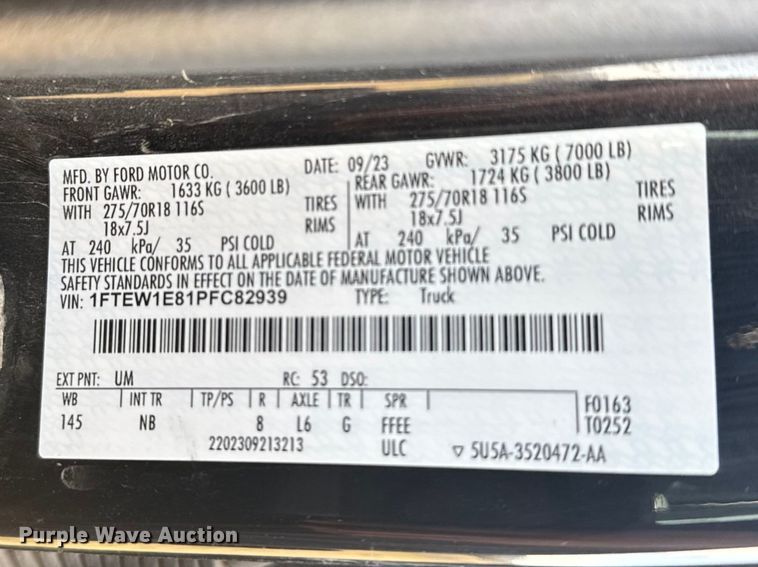 MFD. BY FORD MOTOR CO. DATE: 09/23 GVWR: 3175 KG ( 7000 LB)
FRONT GAWR: 1633 KG ( 3600 LB) REAR GAWR: 1724 KG ( 3800 LB)
WITH 275/70R18 116S TIRES WITH 275/70R18 116S TIRES
18x7.5J RIMS 18x7.5J RIMS
AT 240 kPa/ 35 PSI COLD AT 240 kPa/ 35 PSI COLD
THIS VEHICLE CONFORMS TO ALL APPLICABLE FEDERAL MOTOR VEHICLE
SAFETY STANDARDS IN EFFECT ON THE DATE OF MANUFACTURE SHOWN ABOVE.
VIN: 1FTEW1E81PFC82939 TYPE: Truck
EXT PNT: UM RC: 53 DSO:
WB INT TR TP/PS R AXLE TR SPR F0163
145 NB 8 L6 G FFEE T0252
2202309213213 ULC ▽ 5U5A-3520472-AA
Purple Wave Auction